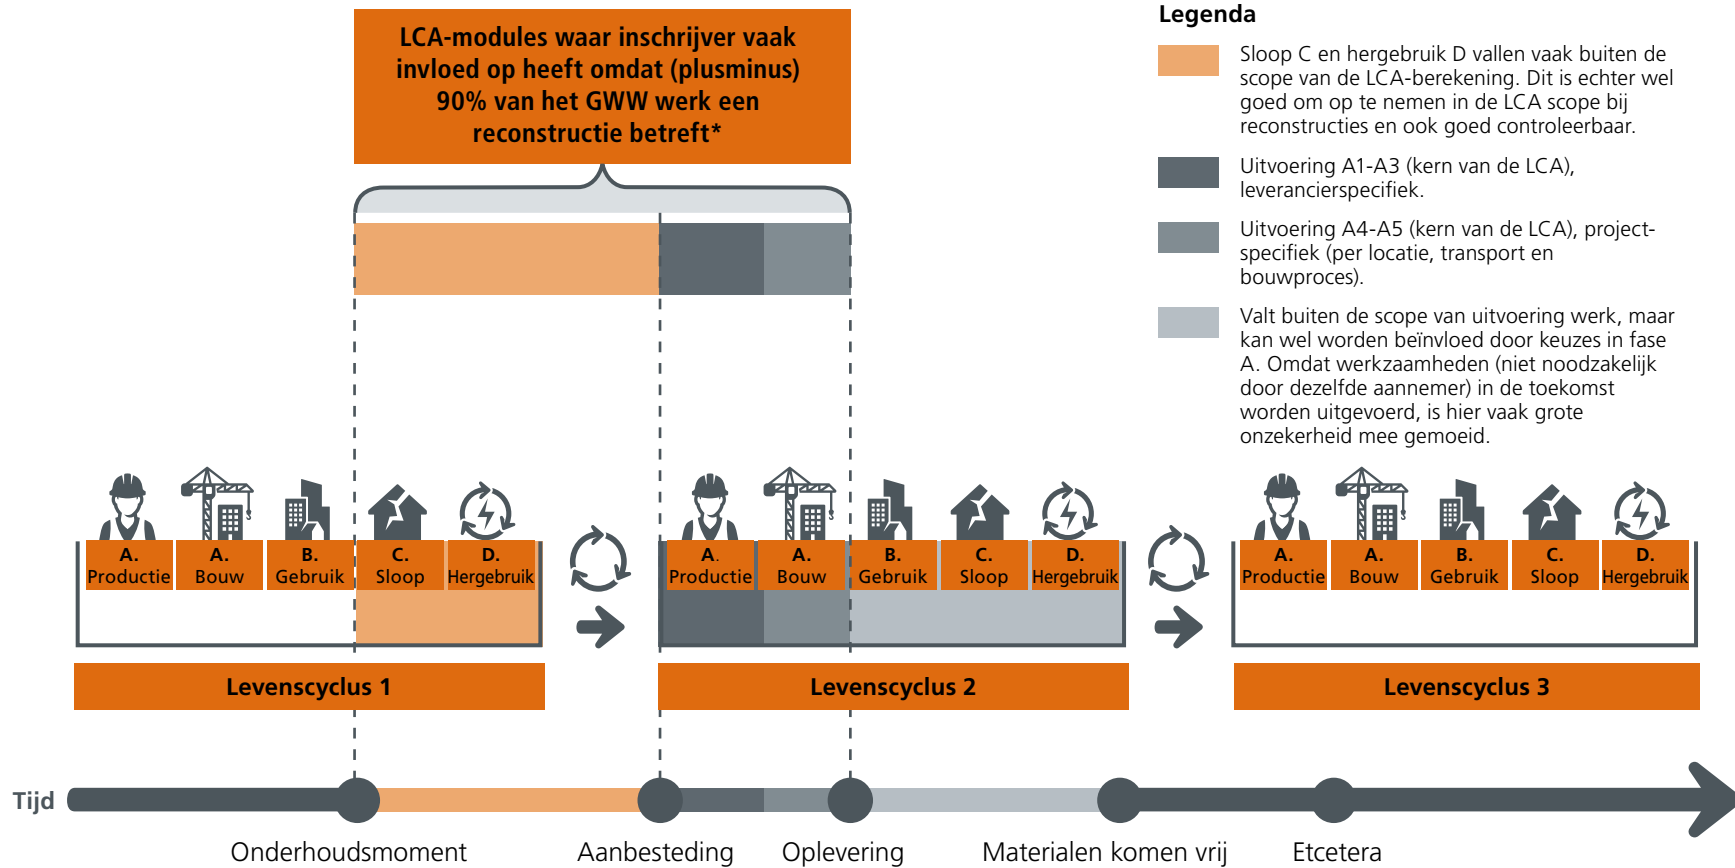 LCA-modules waar inschrijver vaak
invloed op heeft omdat (plusminus)
90% van het GWW werk een
reconstructie betreft*
Legenda
Sloop C en hergebruik D vallen vaak buiten de
scope van de LCA-berekening. Dit is echter wel
goed om op te nemen in de LCA scope bij
reconstructies en ook goed controleerbaar.
Uitvoering A1-A3 (kern van de LCA),
leverancierspecifiek.
Uitvoering A4-A5 (kern van de LCA), project-
specifiek (per locatie, transport en
bouwproces).
Valt buiten de scope van uitvoering werk, maar
kan wel worden beïnvloed door keuzes in fase
A. Omdat werkzaamheden (niet noodzakelijk
door dezelfde aannemer) in de toekomst
worden uitgevoerd, is hier vaak grote
onzekerheid mee gemoeid.
A.
Productie
A.
Bouw
B.
Gebruik
C.
Sloop
D.
Hergebruik
A.
Productie
A.
Bouw
B.
Gebruik
C.
Sloop
D.
Hergebruik
A.
Productie
A.
Bouw
B.
Gebruik
C.
Sloop
D.
Hergebruik
Levenscyclus 1
Levenscyclus 2
Levenscyclus 3
Tijd
Onderhoudsmoment
Aanbesteding
Oplevering
Materialen komen vrij
Etcetera